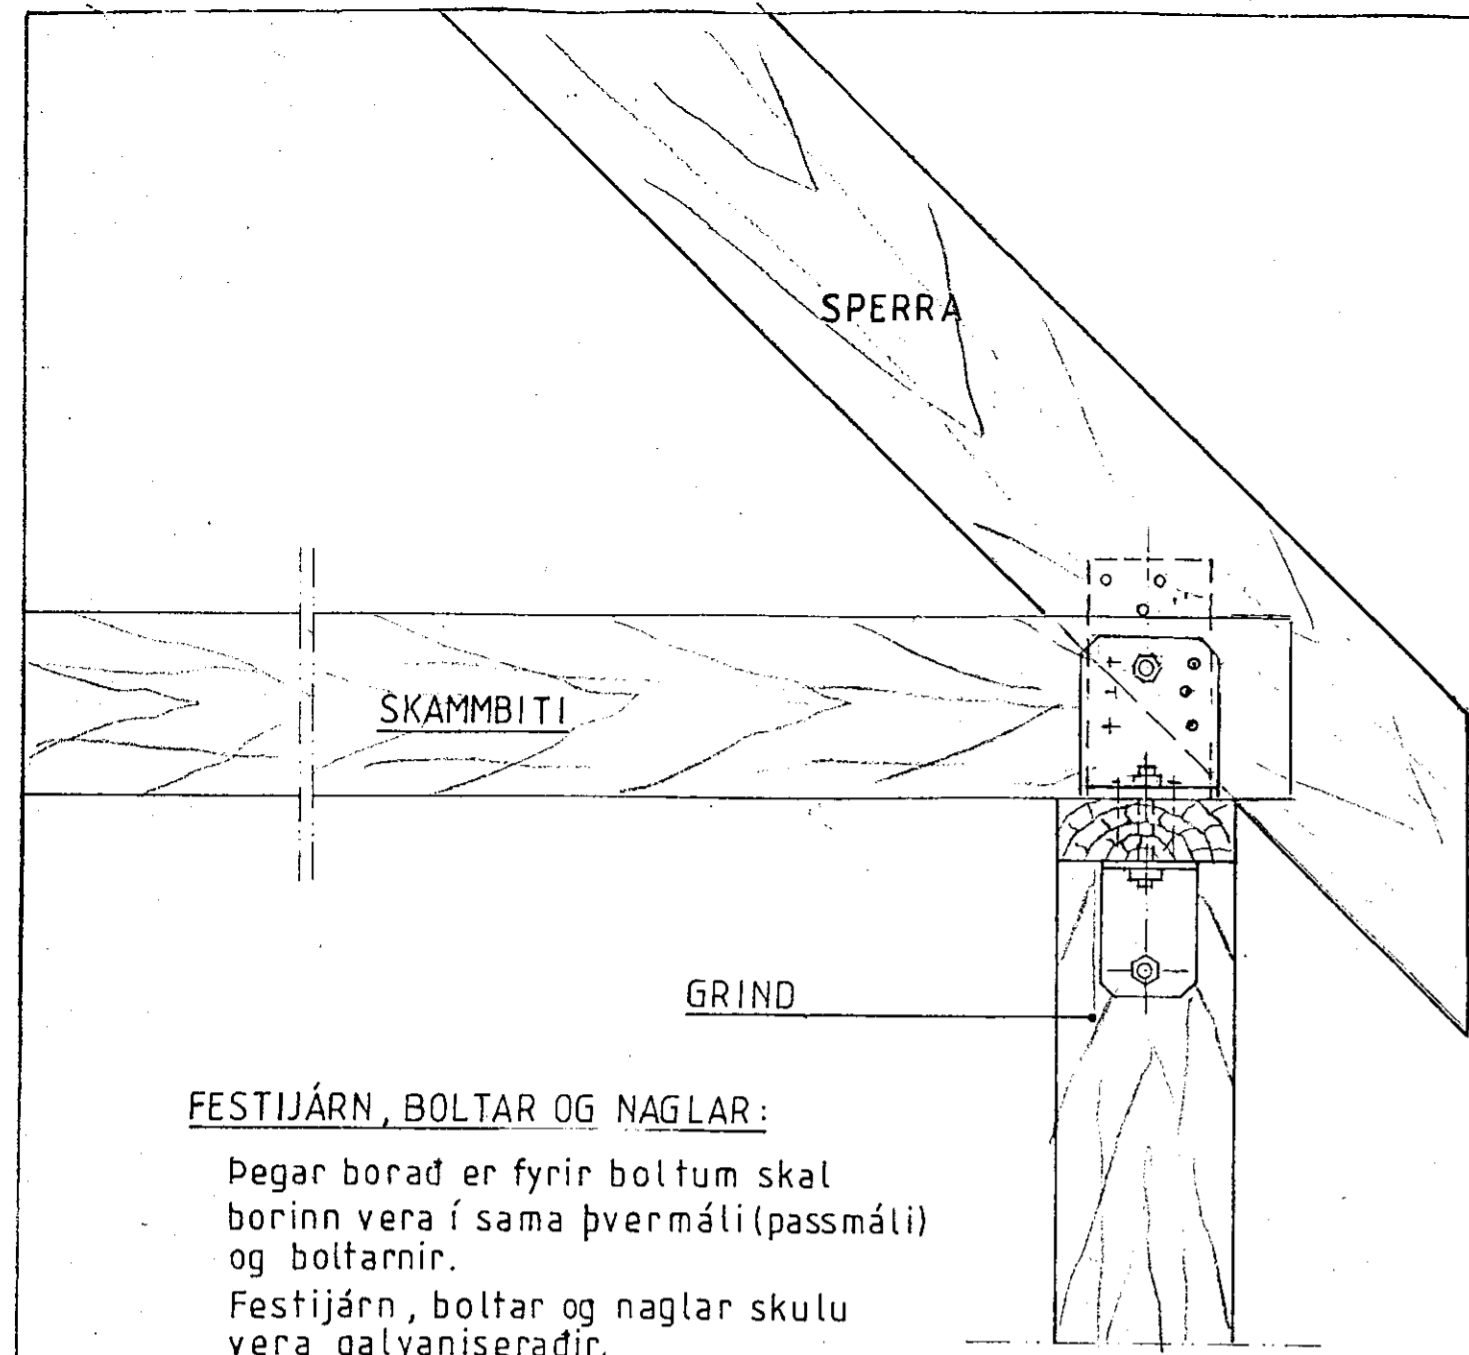 SPERRA
SKAMMBITI
GRIND
FESTIJÁRN, BOLTAR OG NAGLAR:
Þegar borað er fyrir boltum skal
borinn vera í sama þvermáli (passmáli)
og boltarnir.
Festijárn, boltar og naglar skulu
vera galvaniseraðir.